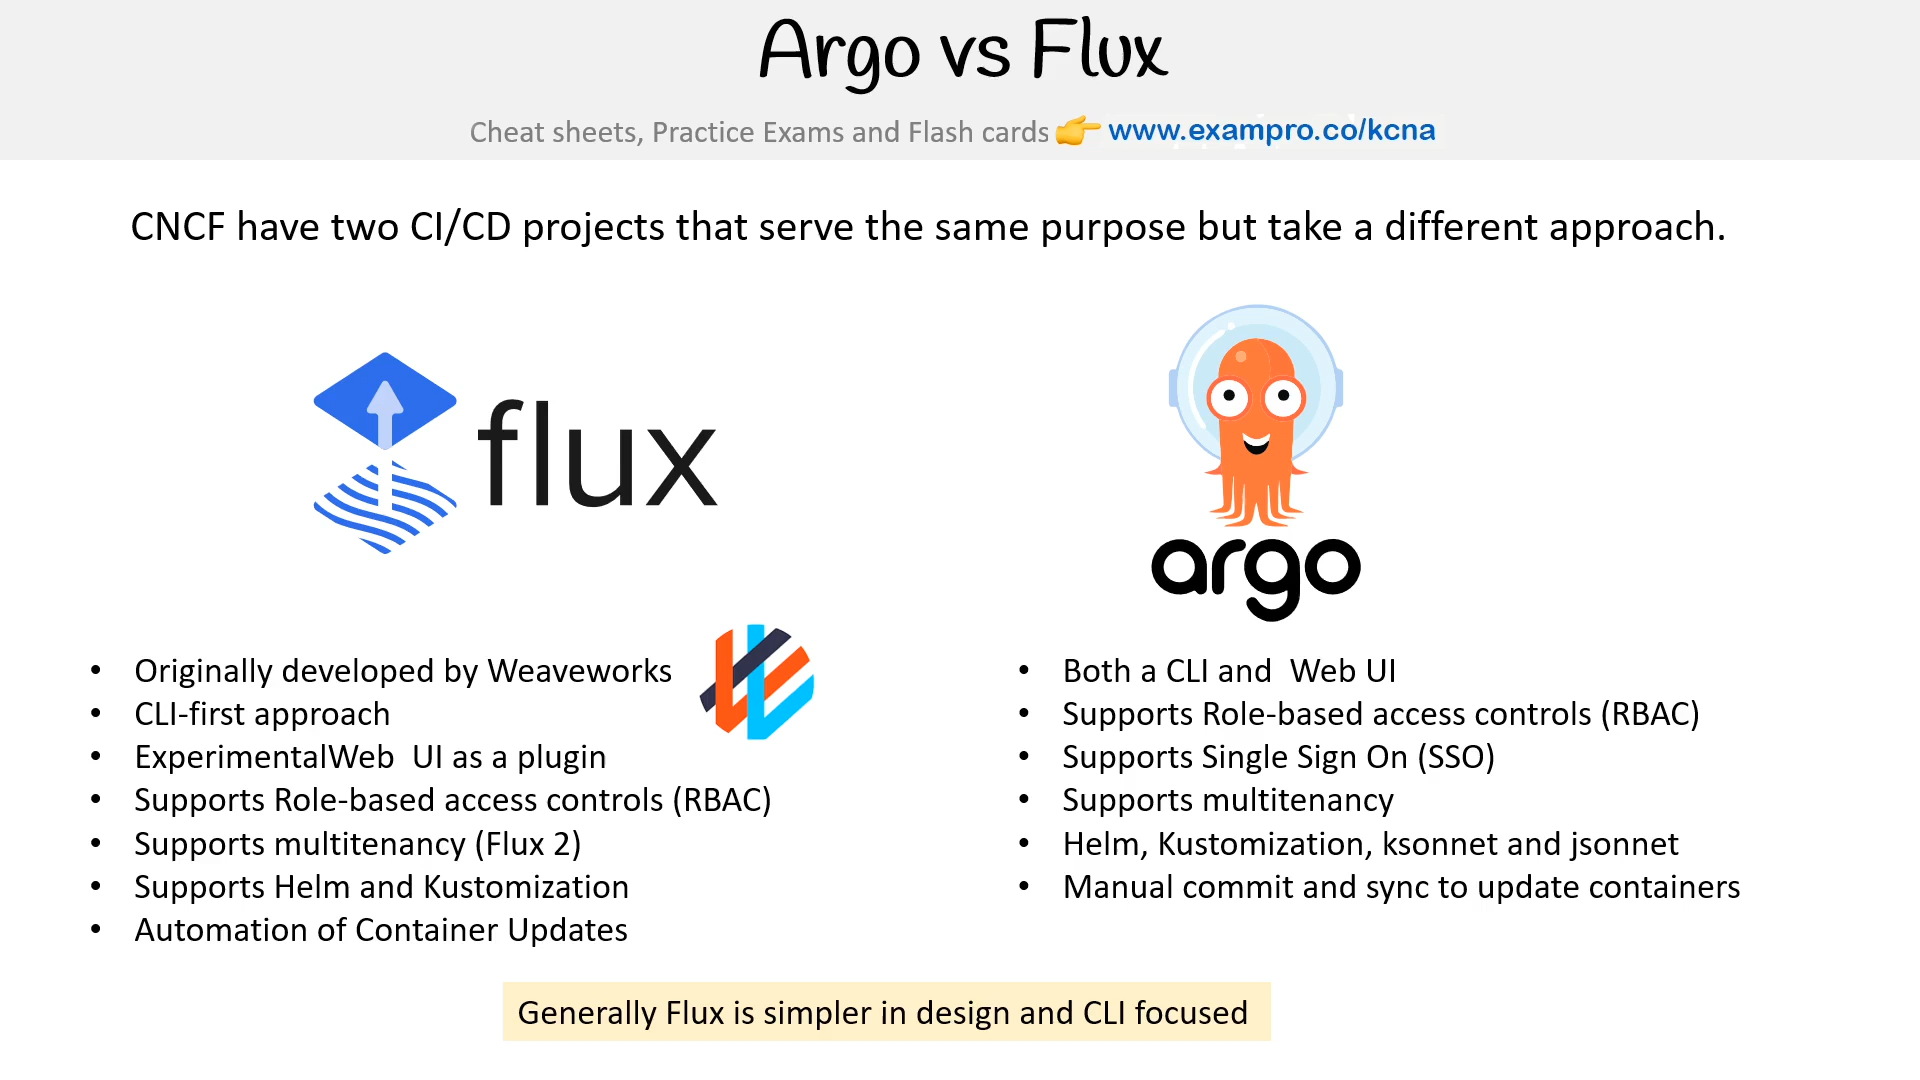 Argo vs Flux
Cheat sheets, Practice Exams and Flash cards 👉 www.exampro.co/kcna
CNCF have two CI/CD projects that serve the same purpose but take a different approach.
flux
argo
• Originally developed by Weaveworks
• CLI-first approach
• ExperimentalWeb  UI as a plugin
• Supports Role-based access controls (RBAC)
• Supports multitenancy (Flux 2)
• Supports Helm and Kustomization
• Automation of Container Updates
• Both a CLI and  Web UI
• Supports Role-based access controls (RBAC)
• Supports Single Sign On (SSO)
• Supports multitenancy
• Helm, Kustomization, ksonnet and jsonnet
• Manual commit and sync to update containers
Generally Flux is simpler in design and CLI focused